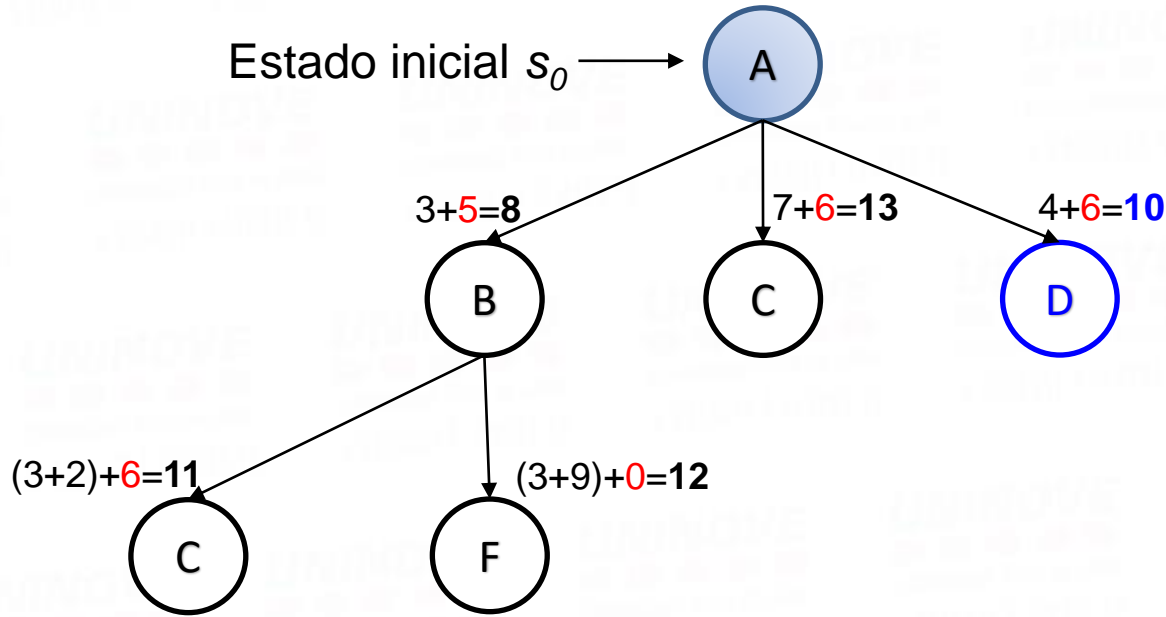 Estado inicial s0
A
3+5=8
7+6=13
4+6=10
B
C
D
(3+2)+6=11
(3+9)+0=12
C
F